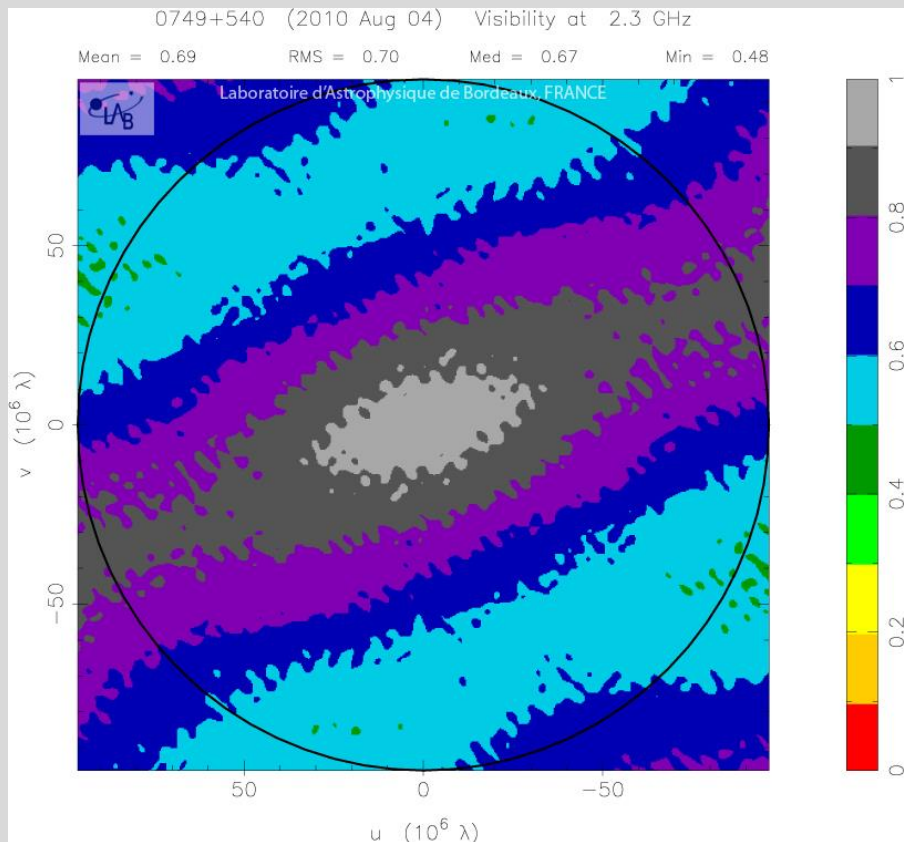 0749+540 (2010 Aug 04) Visibility at 2.3 GHz
Mean = 0.69 RMS = 0.70 Med = 0.67 Min = 0.48
LAB
Laboratoire d'Astrophysique de Bordeaux, FRANCE
1
0.8
0.6
0.4
0.2
0
50
0
−50
v (10⁶ λ)
50 0 −50
u (10⁶ λ)